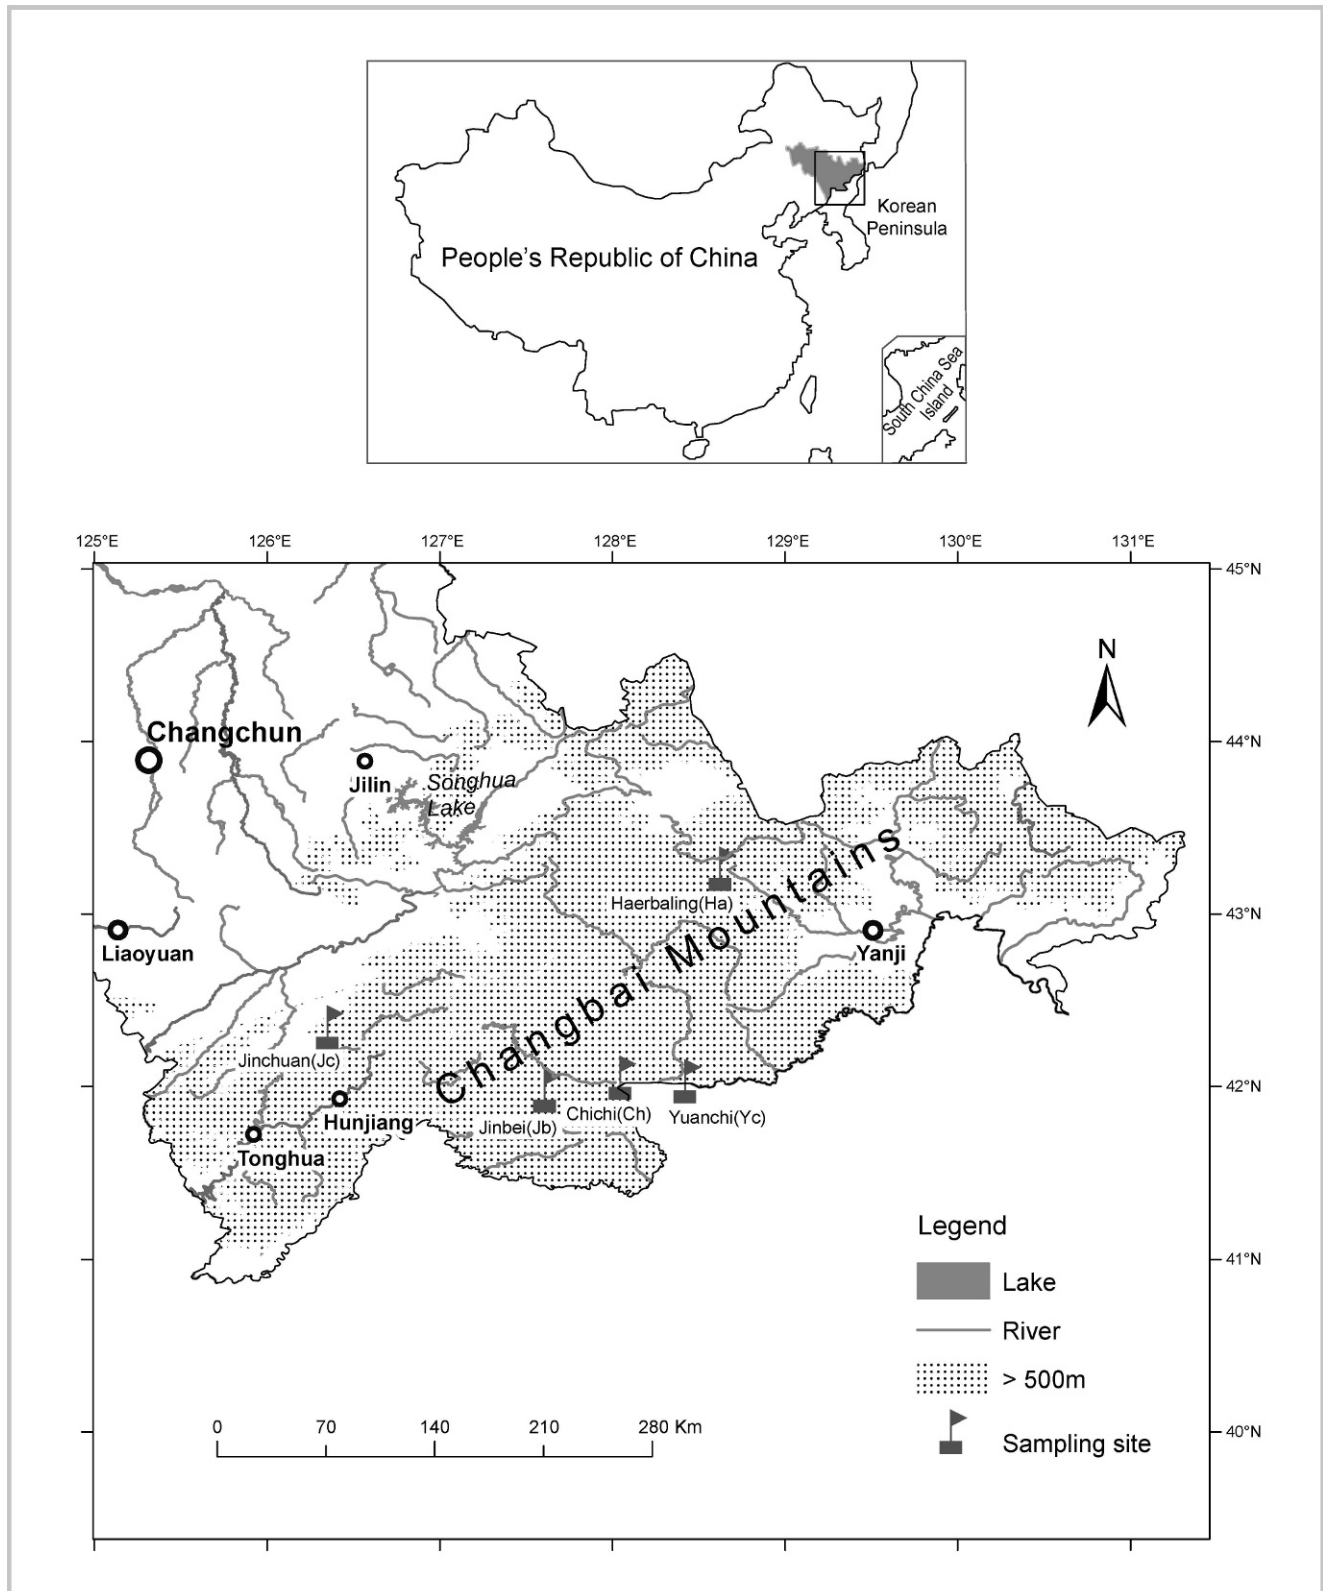 Korean
Peninsula
People's Republic of China
South China Sea
Island
125°E 126°E 127°E 128°E 129°E 130°E 131°E
45°N
N
Changchun
44°N
Jilin
Songhua
Lake
Haerbaling(Ha)
43°N
Liaoyuan
Yanji
Changbai Mountains
Jinchuan(Jc)
42°N
Hunjiang
Jinbei(Jb)
Chichi(Ch)
Yuanchi(Yc)
Tonghua
Legend
41°N
Lake
River
> 500m
0 70 140 210 280 Km
40°N
Sampling site